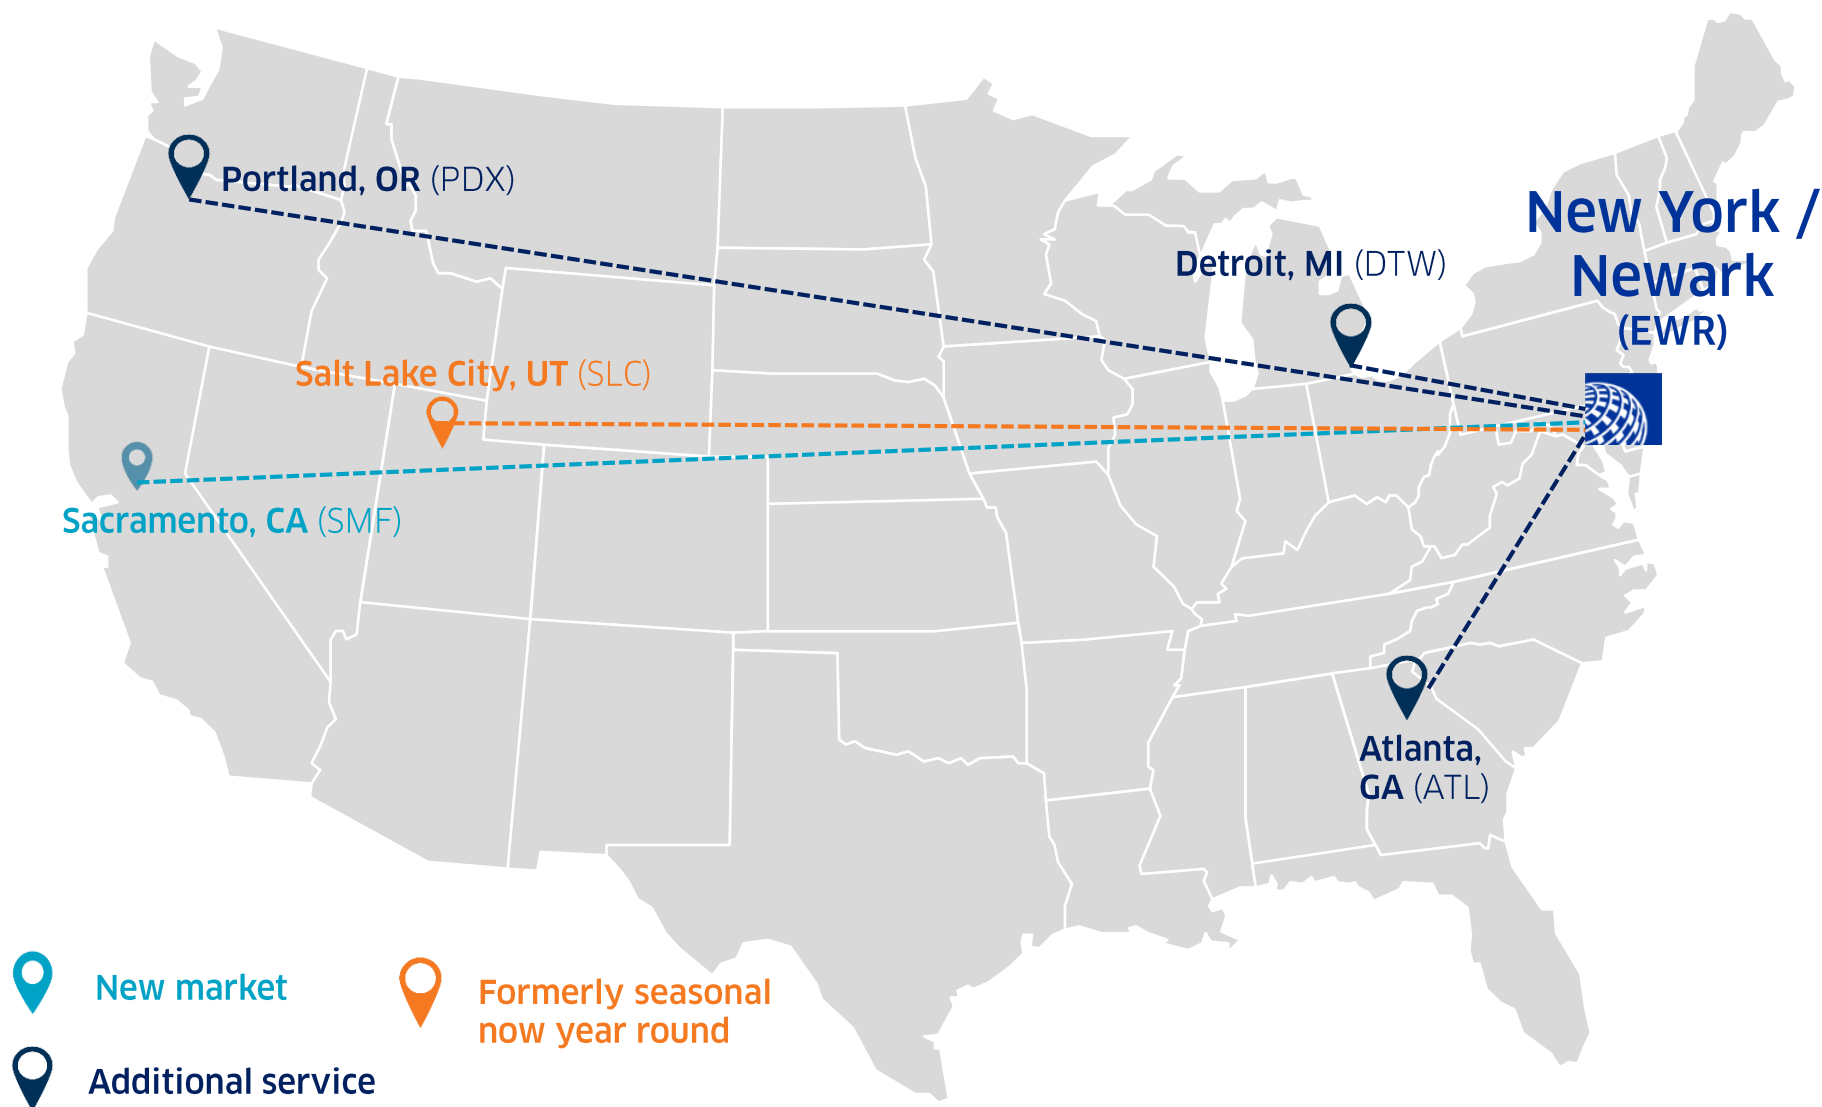 Portland, OR (PDX)
New York /
Newark
(EWR)
Detroit, MI (DTW)
Salt Lake City, UT (SLC)
Sacramento, CA (SMF)
Atlanta,
GA (ATL)
New market
Formerly seasonal
now year round
Additional service